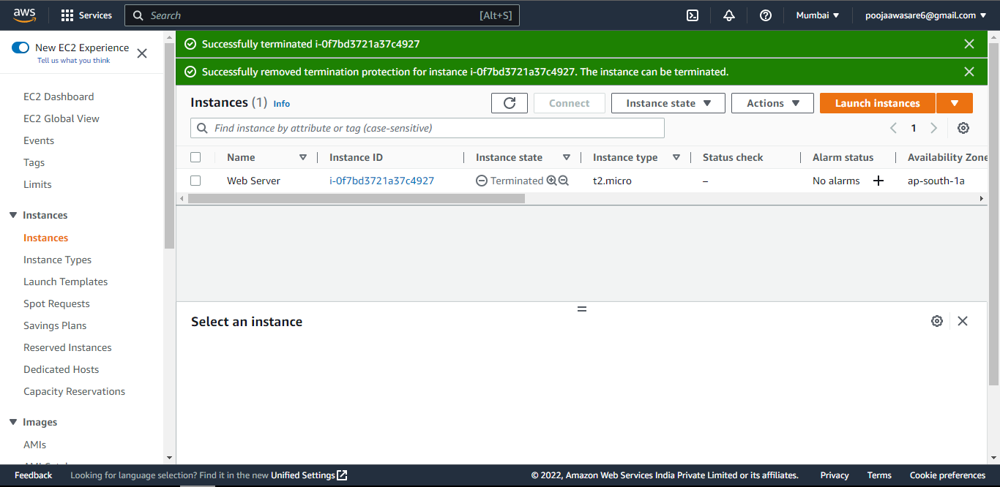 aws Services Search [Alt+S] Mumbai poojaawasare6@gmail.com
New EC2 Experience
Tell us what you think
EC2 Dashboard
EC2 Global View
Events
Tags
Limits
Instances
Instances
Instance Types
Launch Templates
Spot Requests
Savings Plans
Reserved Instances
Dedicated Hosts
Capacity Reservations
Images
AMIs
Successfully terminated i-0f7bd3721a37c4927
Successfully removed termination protection for instance i-0f7bd3721a37c4927. The instance can be terminated.
Instances (1) Info Connect Instance state Actions Launch instances
Find instance by attribute or tag (case-sensitive) 1
Name Instance ID Instance state Instance type Status check Alarm status Availability Zone
Web Server i-0f7bd3721a37c4927 Terminated t2.micro – No alarms + ap-south-1a
Select an instance
Feedback Looking for language selection? Find it in the new Unified Settings © 2022, Amazon Web Services India Private Limited or its affiliates. Privacy Terms Cookie preferences